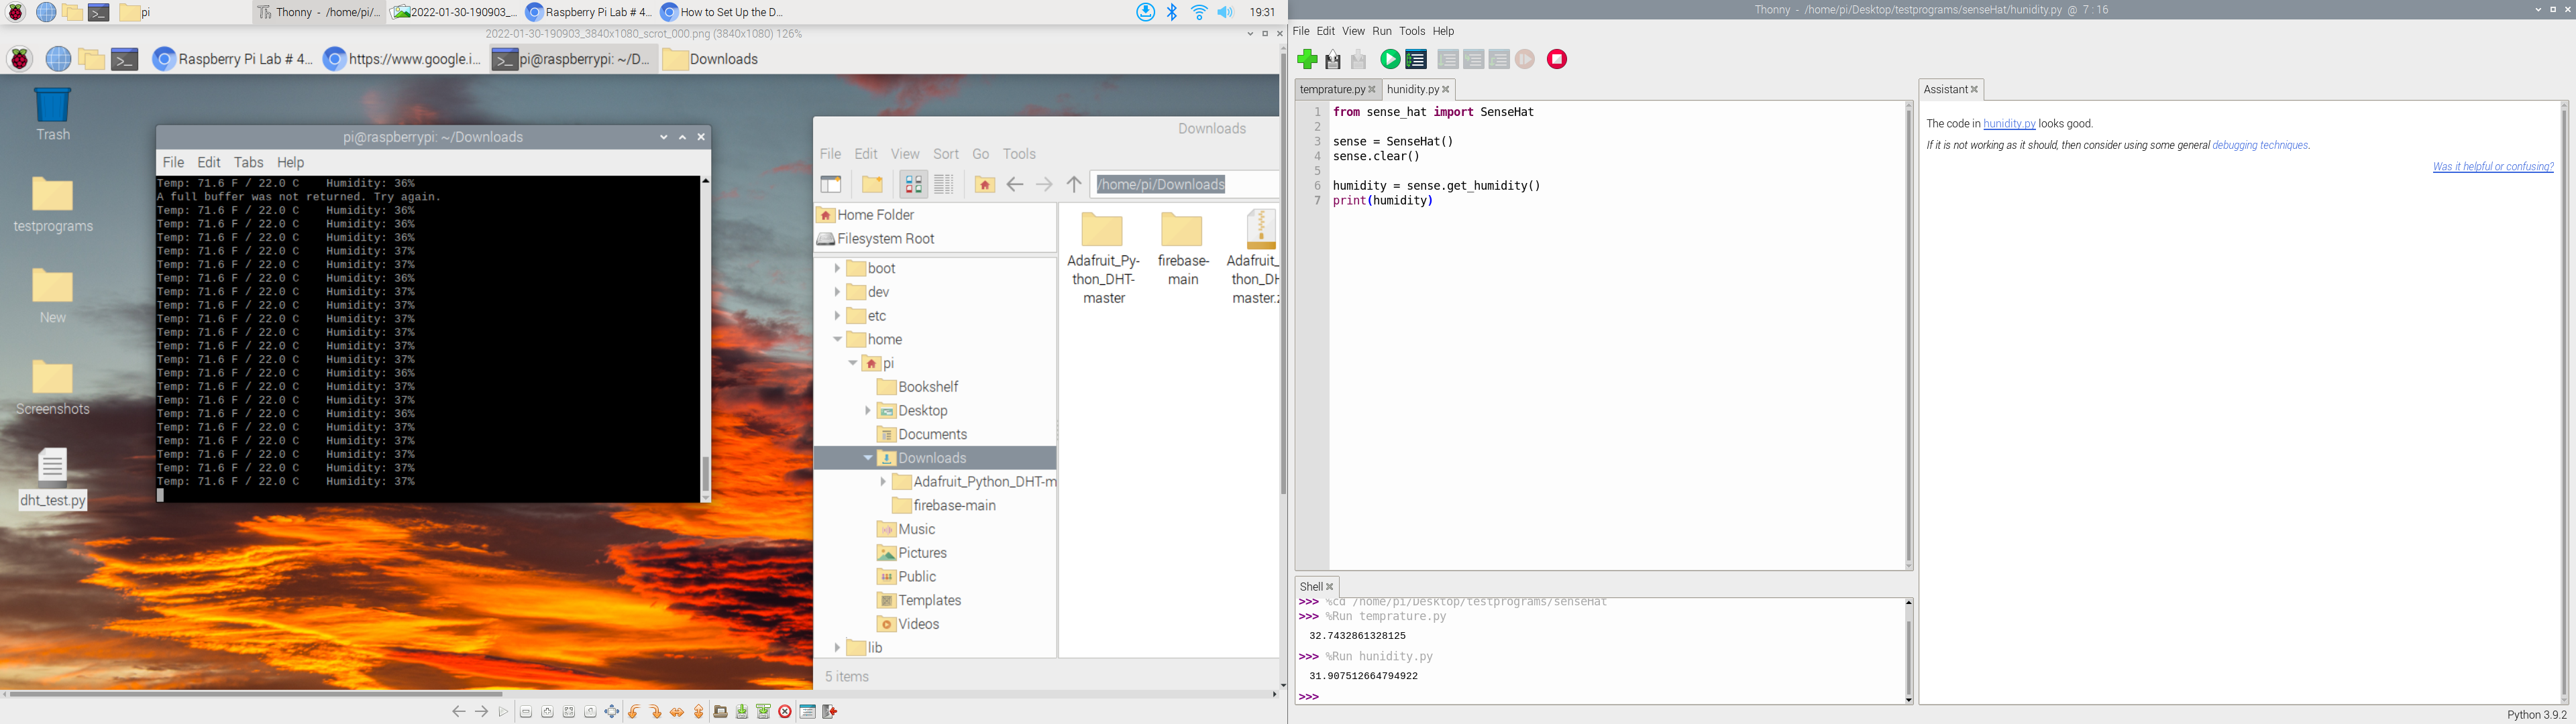 pi
Thonny - /home/pi/...
2022-01-30-190903_...
Raspberry Pi Lab # 4...
How to Set Up the D...
19:31
2022-01-30-190903_3840x1080_scrot_000.png (3840x1080) 126%
Raspberry Pi Lab # 4...
https://www.google.i...
pi@raspberrypi: ~/D...
Downloads
Trash
testprograms
New
Screenshots
dht_test.py
pi@raspberrypi: ~/Downloads
File Edit Tabs Help
Temp: 71.6 F / 22.0 C Humidity: 36%
A full buffer was not returned. Try again.
Temp: 71.6 F / 22.0 C Humidity: 36%
Temp: 71.6 F / 22.0 C Humidity: 36%
Temp: 71.6 F / 22.0 C Humidity: 36%
Temp: 71.6 F / 22.0 C Humidity: 37%
Temp: 71.6 F / 22.0 C Humidity: 37%
Temp: 71.6 F / 22.0 C Humidity: 36%
Temp: 71.6 F / 22.0 C Humidity: 37%
Temp: 71.6 F / 22.0 C Humidity: 37%
Temp: 71.6 F / 22.0 C Humidity: 37%
Temp: 71.6 F / 22.0 C Humidity: 37%
Temp: 71.6 F / 22.0 C Humidity: 37%
Temp: 71.6 F / 22.0 C Humidity: 37%
Temp: 71.6 F / 22.0 C Humidity: 36%
Temp: 71.6 F / 22.0 C Humidity: 37%
Temp: 71.6 F / 22.0 C Humidity: 37%
Temp: 71.6 F / 22.0 C Humidity: 36%
Temp: 71.6 F / 22.0 C Humidity: 37%
Temp: 71.6 F / 22.0 C Humidity: 37%
Temp: 71.6 F / 22.0 C Humidity: 37%
Temp: 71.6 F / 22.0 C Humidity: 37%
Temp: 71.6 F / 22.0 C Humidity: 37%
Downloads
File Edit View Sort Go Tools
/home/pi/Downloads
Home Folder
Filesystem Root
boot
dev
etc
home
pi
Bookshelf
Desktop
Documents
Downloads
Adafruit_Python_DHT-m
firebase-main
Music
Pictures
Public
Templates
Videos
lib
Adafruit_Py-
thon_DHT-
master
firebase-
main
Adafruit_
thon_DH
master.z
5 items
Thonny - /home/pi/Desktop/testprograms/senseHat/hunidity.py @ 7 : 16
File Edit View Run Tools Help
temprature.py
hunidity.py
1 from sense_hat import SenseHat
2
3 sense = SenseHat()
4 sense.clear()
5
6 humidity = sense.get_humidity()
7 print(humidity)
Assistant
The code in hunidity.py looks good.
If it is not working as it should, then consider using some general debugging techniques.
Was it helpful or confusing?
Shell
>>> %cd /home/pi/Desktop/testprograms/senseHat
>>> %Run temprature.py
32.7432861328125
>>> %Run hunidity.py
31.907512664794922
>>>
Python 3.9.2